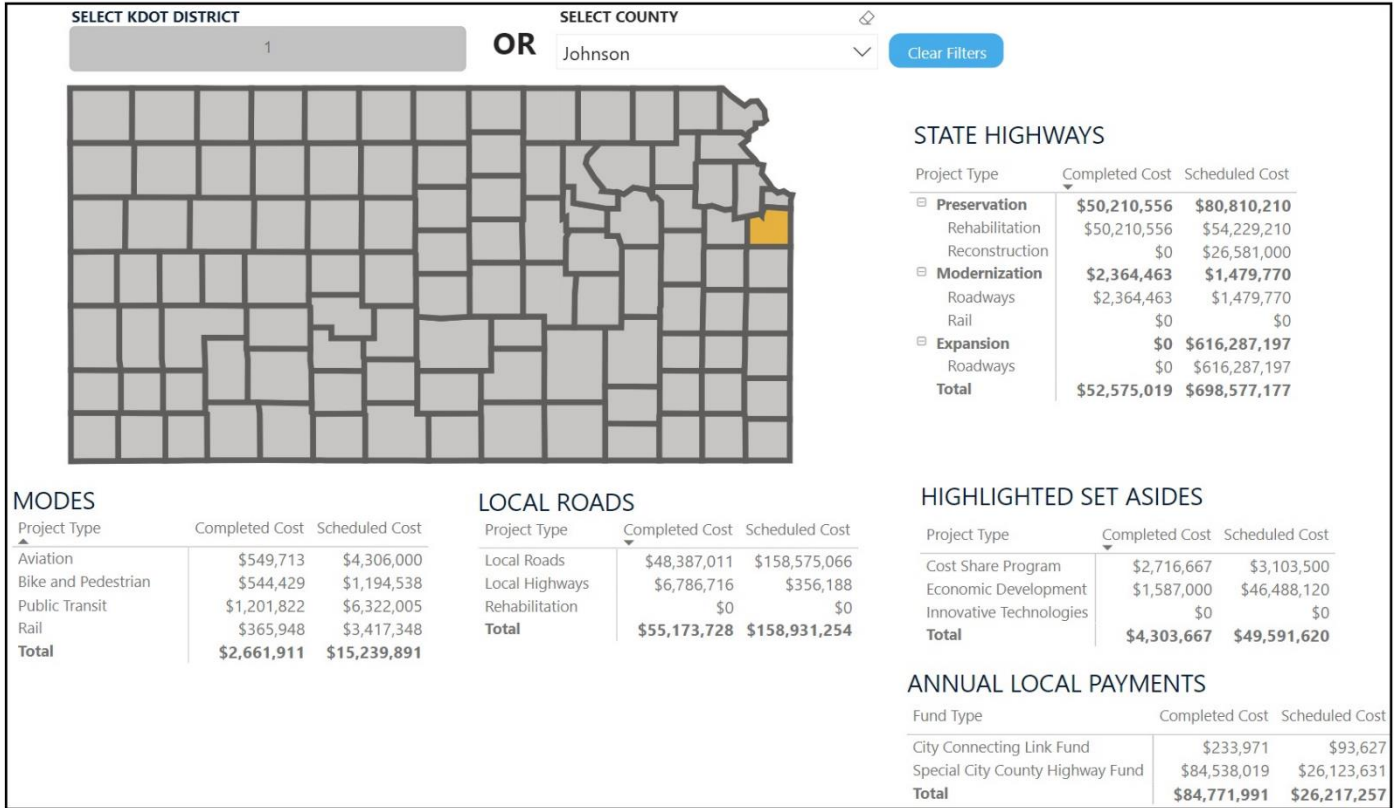 SELECT KDOT DISTRICT
1
OR
SELECT COUNTY
Johnson
Clear Filters
STATE HIGHWAYS
Project Type Completed Cost Scheduled Cost
Preservation $50,210,556 $80,810,210
Rehabilitation $50,210,556 $54,229,210
Reconstruction $0 $26,581,000
Modernization $2,364,463 $1,479,770
Roadways $2,364,463 $1,479,770
Rail $0 $0
Expansion $0 $616,287,197
Roadways $0 $616,287,197
Total $52,575,019 $698,577,177
MODES
Project Type Completed Cost Scheduled Cost
Aviation $549,713 $4,306,000
Bike and Pedestrian $544,429 $1,194,538
Public Transit $1,201,822 $6,322,005
Rail $365,948 $3,417,348
Total $2,661,911 $15,239,891
LOCAL ROADS
Project Type Completed Cost Scheduled Cost
Local Roads $48,387,011 $158,575,066
Local Highways $6,786,716 $356,188
Rehabilitation $0 $0
Total $55,173,728 $158,931,254
HIGHLIGHTED SET ASIDES
Project Type Completed Cost Scheduled Cost
Cost Share Program $2,716,667 $3,103,500
Economic Development $1,587,000 $46,488,120
Innovative Technologies $0 $0
Total $4,303,667 $49,591,620
ANNUAL LOCAL PAYMENTS
Fund Type Completed Cost Scheduled Cost
City Connecting Link Fund $233,971 $93,627
Special City County Highway Fund $84,538,019 $26,123,631
Total $84,771,991 $26,217,257